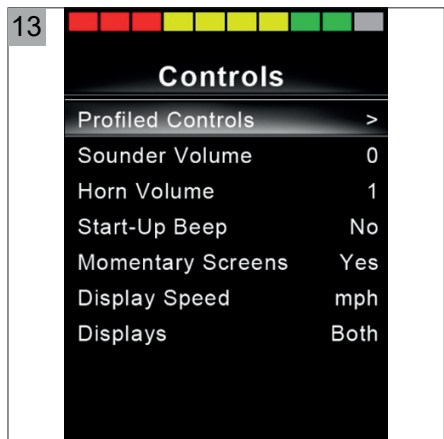 13
Controls
Profiled Controls >
Sounder Volume 0
Horn Volume 1
Start-Up Beep No
Momentary Screens Yes
Display Speed mph
Displays Both